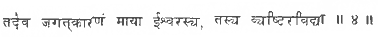 तदेव जगत्कारणं माया ईश्वरस्य, तस्य व्यष्टिरविद्या ॥ ४ ॥